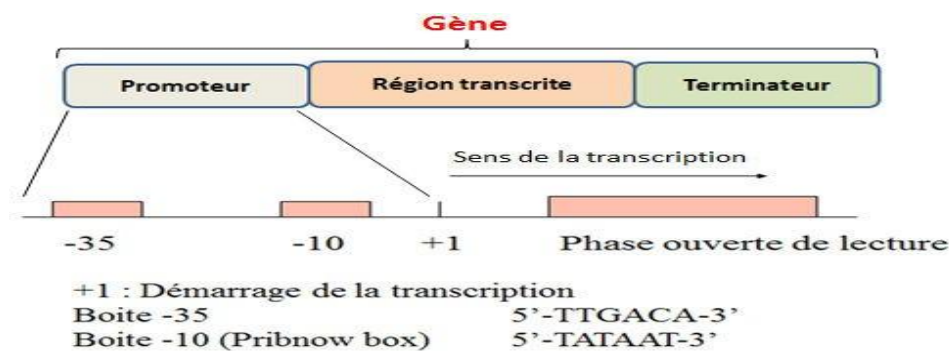 Gène
Promoteur Région transcrite Terminateur
Sens de la transcription
-35 -10 +1 Phase ouverte de lecture
+1 : Démarrage de la transcription
Boite -35 5’-TTGACA-3’
Boite -10 (Pribnow box) 5’-TATAAT-3’